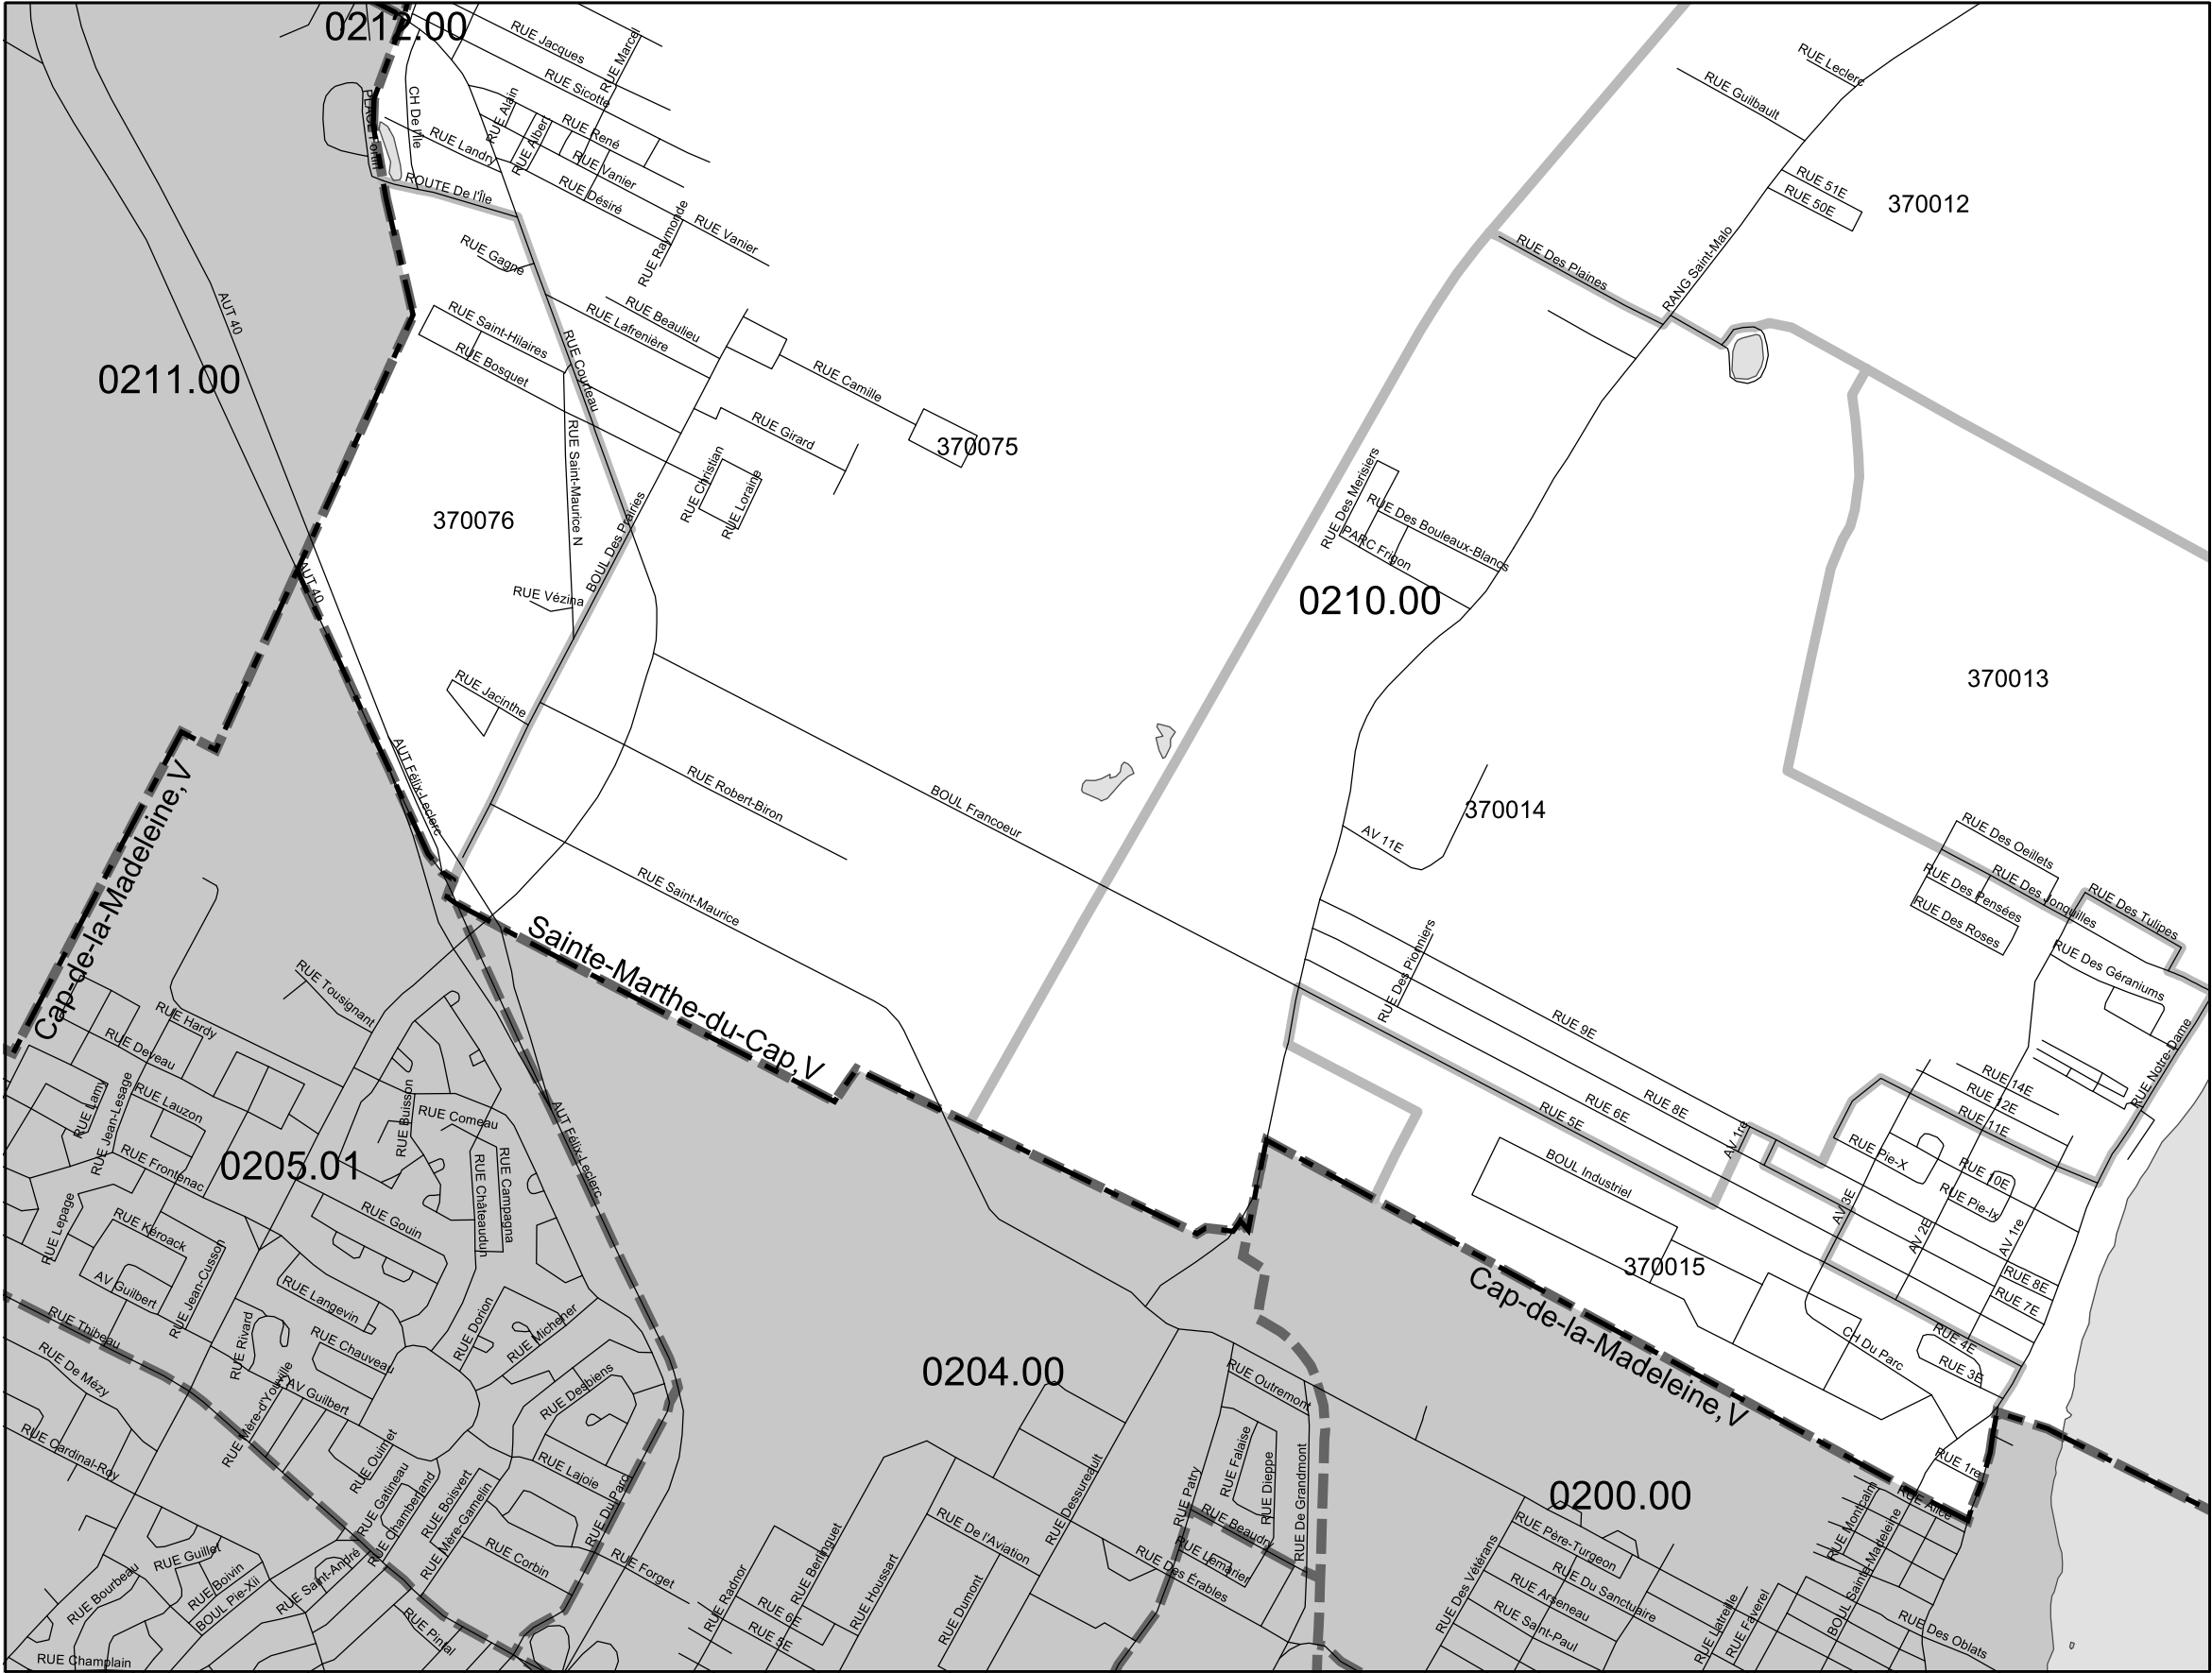 0212.00
RUE Jacques
RUE Marcel
RUE Sicotte
PLACE Fortin
CH De l'Île
RUE Alain
RUE Albert
RUE René
RUE Landry
RUE Vanier
RUE Désiré
ROUTE De l'Île
RUE Raymonde
RUE Vanier
RUE Gagne
RUE Leclerc
RUE Guilbault
RUE 51E
RUE 50E
370012
RUE Des Plaines
RANG Saint-Malo
AUT 40
0211.00
RUE Saint-Hilaires
RUE Bosquet
RUE Beaulieu
RUE Lafrenière
RUE Courteau
RUE Camille
RUE Girard
370075
RUE Saint-Maurice N
RUE Christian
RUE Loraine
370076
BOUL Des Prairies
AUT 40
RUE Vézina
RUE Des Merisiers
RUE Des Bouleaux-Blancs
PARC Frigon
0210.00
370013
RUE Jacinthe
AUT Félix-Leclerc
RUE Robert-Biron
BOUL Francoeur
370014
AV 11E
RUE Saint-Maurice
Cap-de-la-Madeleine, V
Sainte-Marthe-du-Cap, V
RUE Des Oeillets
RUE Des Jonquilles
RUE Des Pensées
RUE Des Roses
RUE Des Tulipes
RUE Des Géraniums
RUE Notre-Dame
RUE Des Pionniers
RUE 9E
RUE 8E
RUE 6E
RUE 5E
AV 1re
RUE 14E
RUE 12E
RUE 11E
RUE Pie-X
RUE 10E
RUE Pie-Ix
AV 3E
AV 2E
AV 1re
RUE 8E
RUE 7E
RUE 4E
RUE 3E
BOUL Industriel
370015
CH Du Parc
Cap-de-la-Madeleine, V
RUE 1re
RUE Tousignant
RUE Hardy
RUE Deveau
RUE Lamy
RUE Jean-Lessage
RUE Lauzon
RUE Buisson
RUE Comeau
AUT Félix-Leclerc
RUE Frontenac
0205.01
RUE Châteaudun
RUE Campagna
RUE Lepage
RUE Kéroack
RUE Gouin
AV Guilbert
RUE Jean-Cusson
RUE Langevin
RUE Thibeau
RUE Rivard
RUE Chauveau
RUE Dorion
RUE Michener
RUE De Mézy
RUE Mère-d'Youville
AV Guilbert
RUE Desbiens
0204.00
RUE Outremont
RUE Cardinal-Roy
RUE Ouimet
RUE Gatineau
RUE Chamberland
RUE Boisvert
RUE Mère-Gamelin
RUE Lajoie
RUE Du Parc
RUE Corbin
RUE Forget
RUE Guillet
RUE Boivin
BOUL Pie-Xii
RUE Bourbeau
RUE Saint-André
RUE Pintal
RUE Champlain
RUE Radnor
RUE 6E
RUE 5E
RUE Berlinguet
RUE Houssart
RUE De l'Aviation
RUE Dumont
RUE Dessureault
RUE Patry
RUE Falaise
RUE Dieppe
RUE De Grandmont
RUE Beaudry
RUE Lemarier
RUE Des Érables
0200.00
RUE Des Vétérans
RUE Père-Turgeon
RUE Du Sanctuaire
RUE Arseneau
RUE Saint-Paul
RUE Latreille
RUE Faverel
RUE Montcalm
BOUL Sainte-Madeleine
RUE Alice
RUE Des Oblats